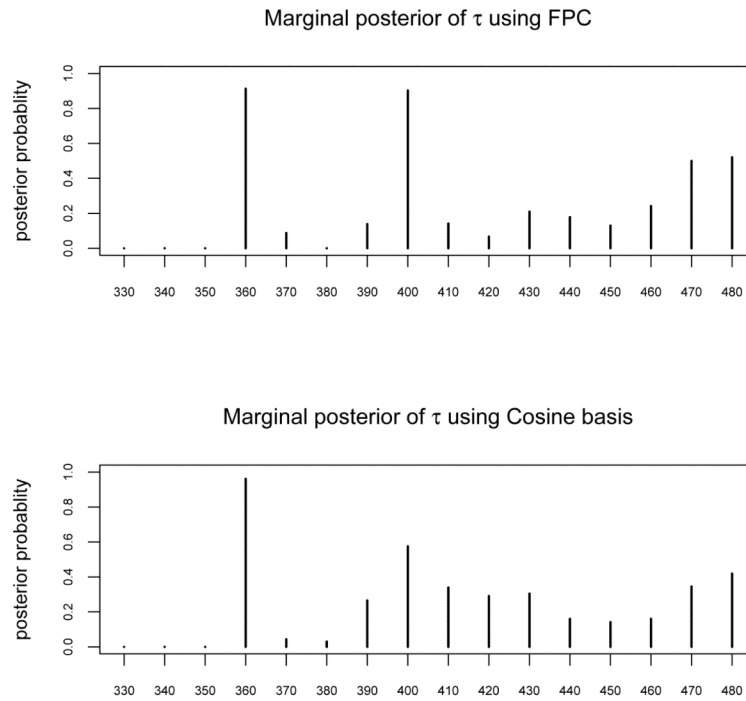 Marginal posterior of τ using FPC
posterior probablity
1.0
0.8
0.6
0.4
0.2
0.0
330 340 350 360 370 380 390 400 410 420 430 440 450 460 470 480
Marginal posterior of τ using Cosine basis
posterior probablity
1.0
0.8
0.6
0.4
0.2
0.0
330 340 350 360 370 380 390 400 410 420 430 440 450 460 470 480